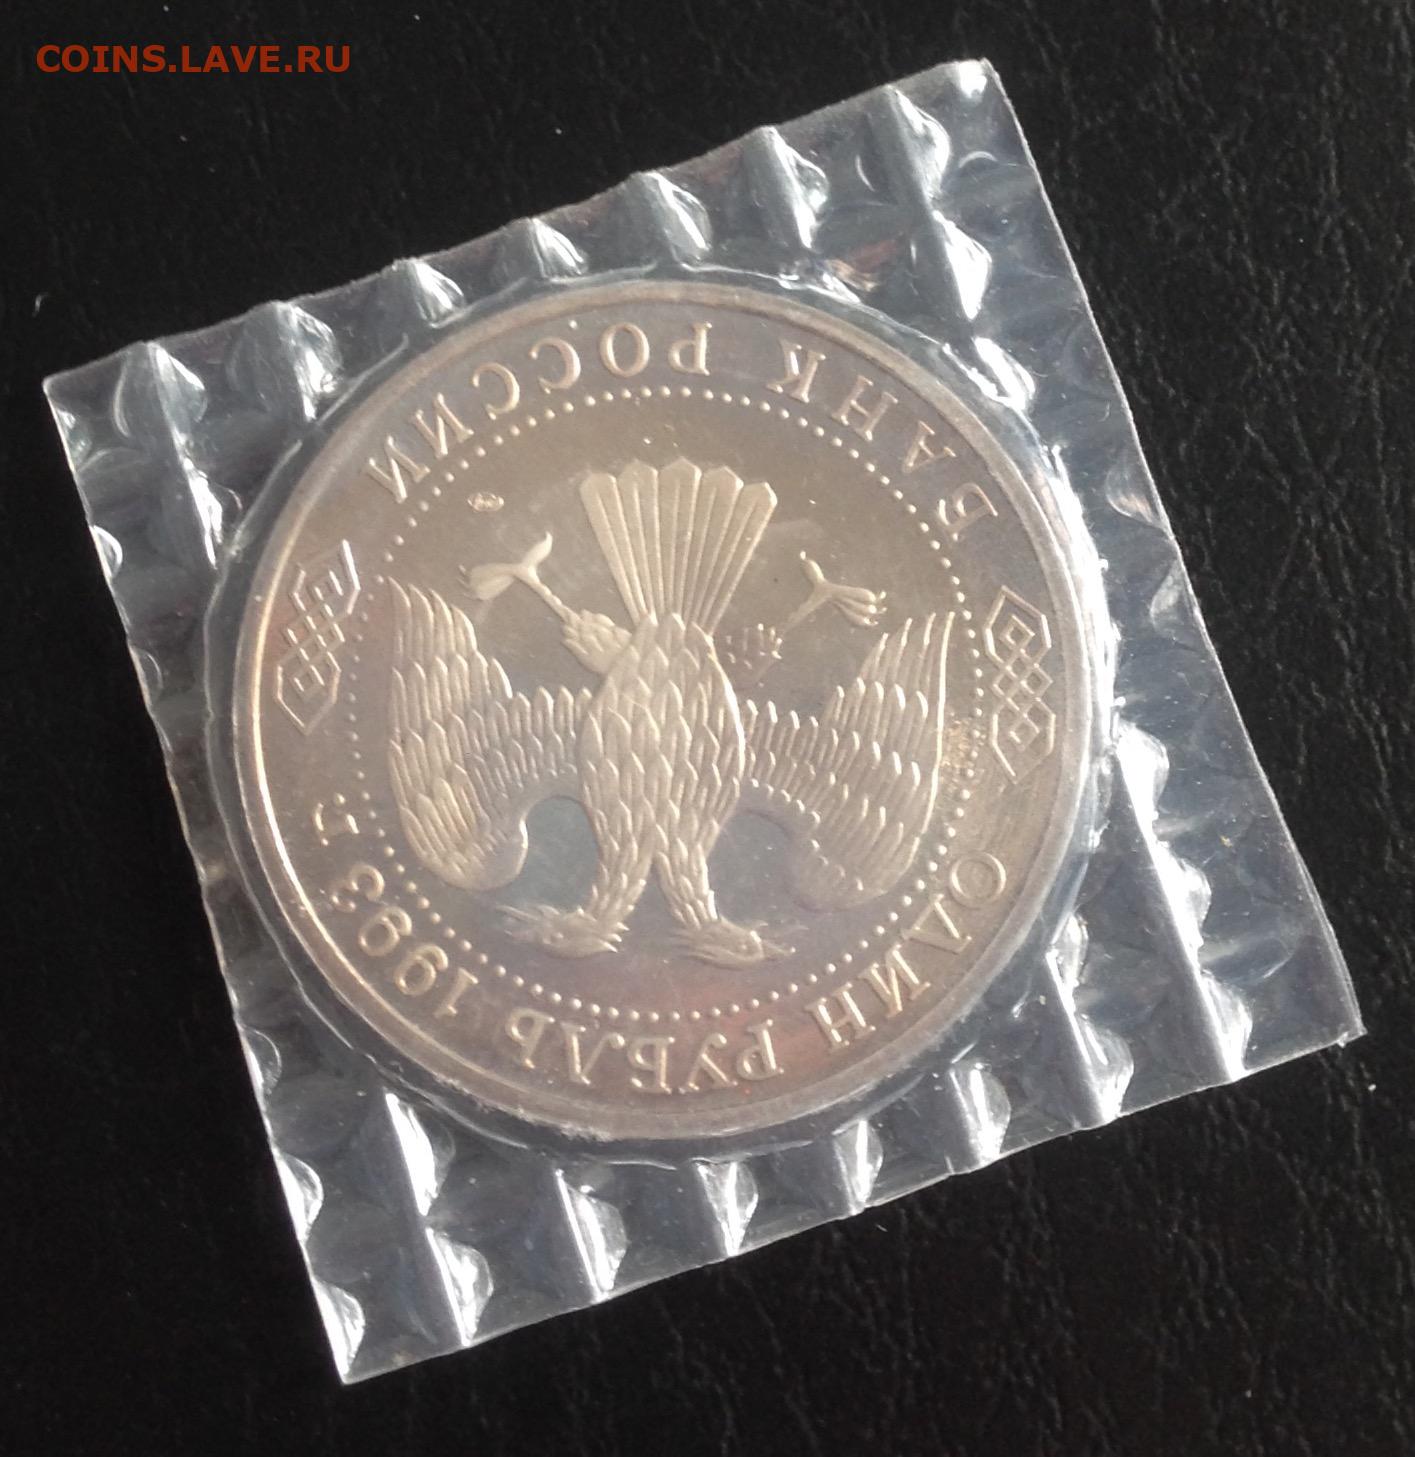 COINS.LAVE.RU
ОДИН РУБЛЬ 1993 г.
БАНК РОССИИ